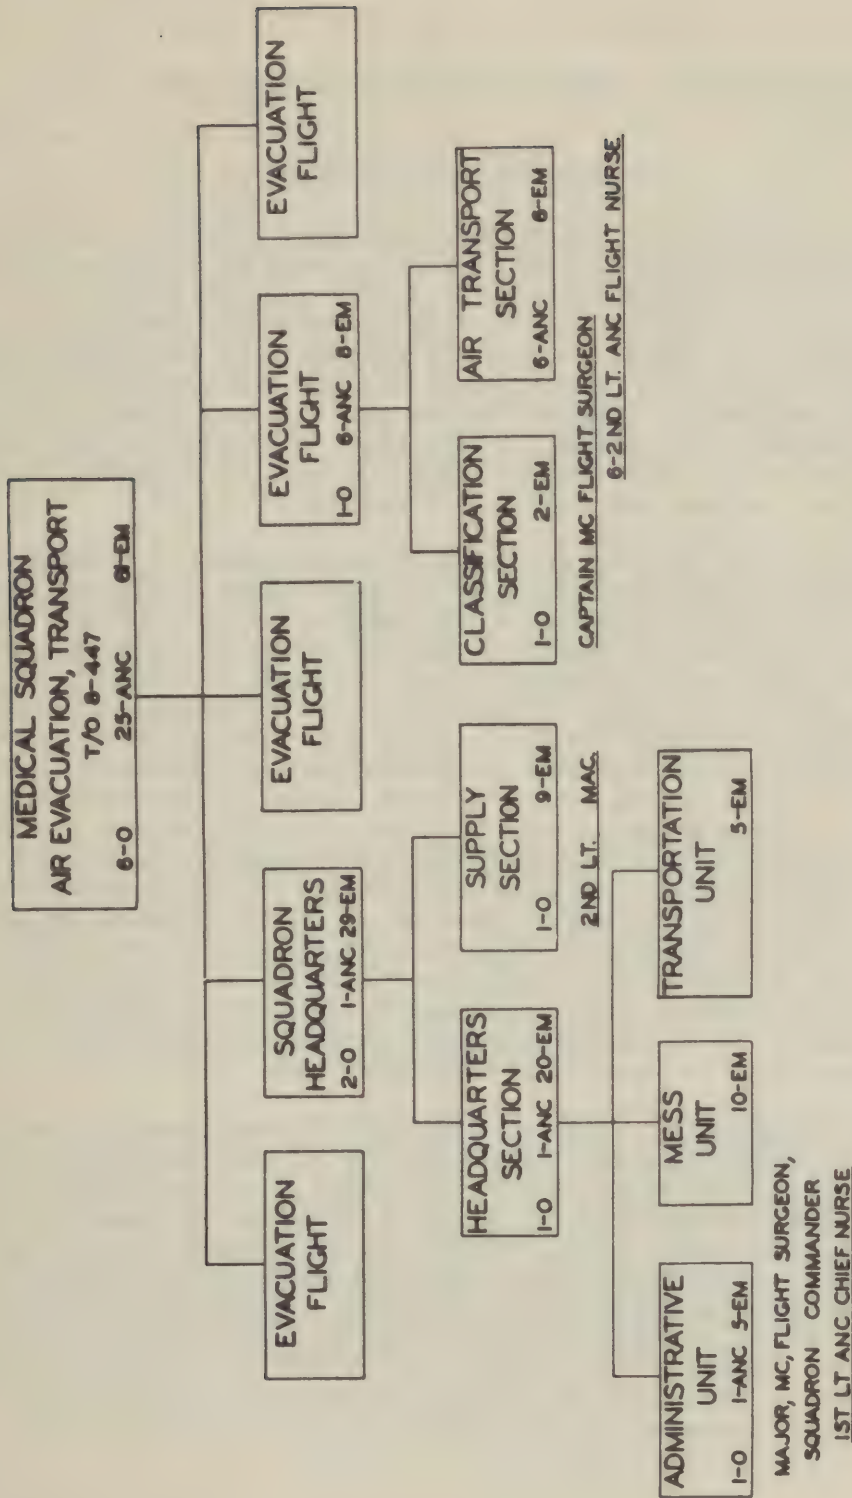 MEDICAL SQUADRON
AIR EVACUATION, TRANSPORT
T/O 8-447
6-O 25-ANC 61-EM
EVACUATION
FLIGHT
SQUADRON
HEADQUARTERS
2-O 1-ANC 29-EM
EVACUATION
FLIGHT
EVACUATION
FLIGHT
1-O 6-ANC 8-EM
EVACUATION
FLIGHT
HEADQUARTERS
SECTION
1-O 1-ANC 20-EM
SUPPLY
SECTION
1-O 9-EM
2ND LT. MAC.
CLASSIFICATION
SECTION
1-O 2-EM
AIR TRANSPORT
SECTION
6-ANC 6-EM
CAPTAIN MC FLIGHT SURGEON
6-2ND LT. ANC FLIGHT NURSE
ADMINISTRATIVE
UNIT
1-O 1-ANC 5-EM
MESS
UNIT
10-EM
TRANSPORTATION
UNIT
5-EM
MAJOR, MC, FLIGHT SURGEON,
SQUADRON COMMANDER
1ST LT ANC CHIEF NURSE